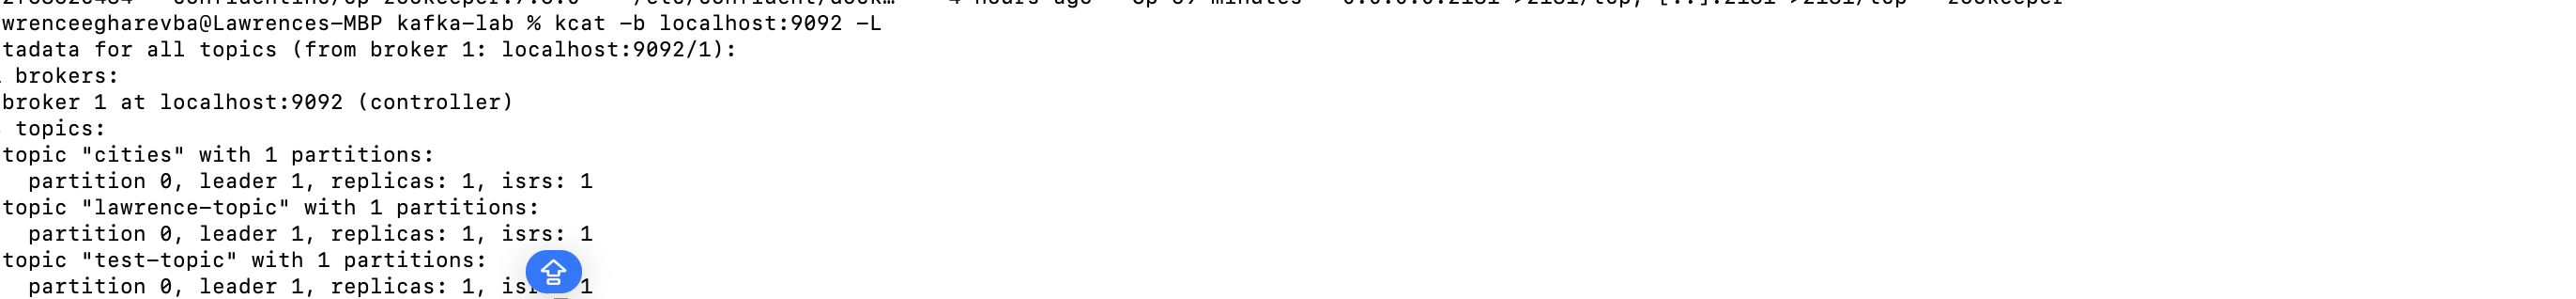 wrenceegharevba@Lawrences-MBP kafka-lab % kcat -b localhost:9092 -L
tadata for all topics (from broker 1: localhost:9092/1):
brokers:
broker 1 at localhost:9092 (controller)
topics:
topic "cities" with 1 partitions:
partition 0, leader 1, replicas: 1, isrs: 1
topic "lawrence-topic" with 1 partitions:
partition 0, leader 1, replicas: 1, isrs: 1
topic "test-topic" with 1 partitions:
partition 0, leader 1, replicas: 1, 1